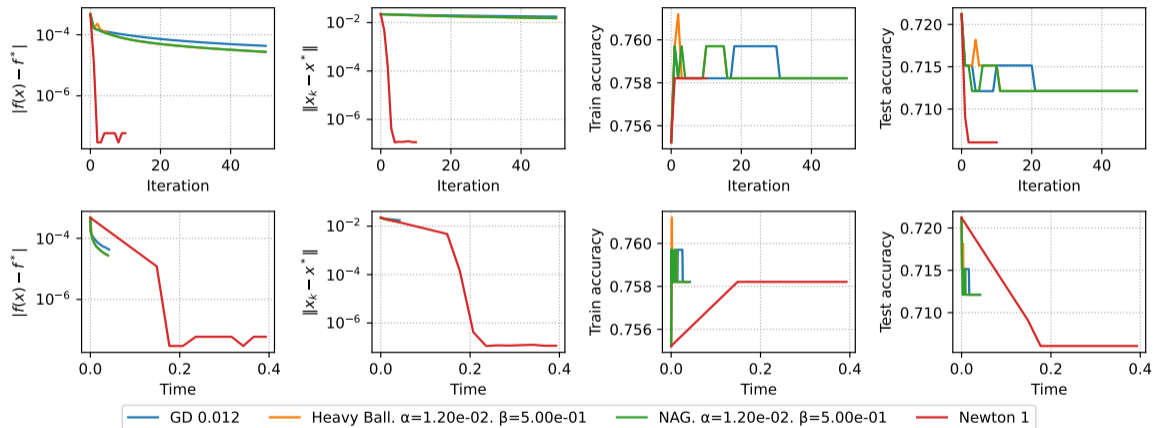 |f(x) − f*|
10⁻⁴
10⁻⁶
0 20 40
Iteration
‖xₖ − x*‖
10⁻²
10⁻⁴
10⁻⁶
0 20 40
Iteration
Train accuracy
0.760
0.758
0.756
0 20 40
Iteration
Test accuracy
0.720
0.715
0.710
0 20 40
Iteration
|f(x) − f*|
10⁻⁴
10⁻⁶
0.0 0.2 0.4
Time
‖xₖ − x*‖
10⁻²
10⁻⁴
10⁻⁶
0.0 0.2 0.4
Time
Train accuracy
0.760
0.758
0.756
0.0 0.2 0.4
Time
Test accuracy
0.720
0.715
0.710
0.0 0.2 0.4
Time
GD 0.012 Heavy Ball. α=1.20e-02. β=5.00e-01 NAG. α=1.20e-02. β=5.00e-01 Newton 1